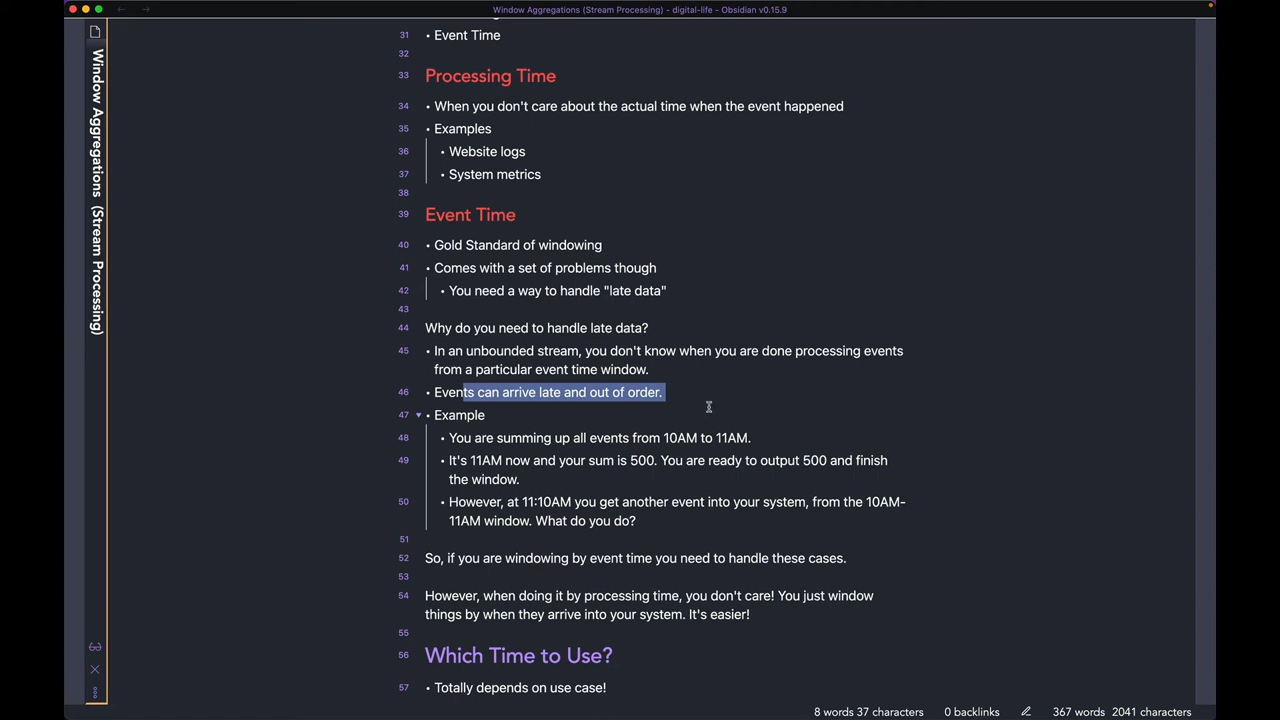 Window Aggregations (Stream Processing) - digital-life - Obsidian v0.15.9
Window Aggregations (Stream Processing)
31 • Event Time
32
33 Processing Time
34 • When you don't care about the actual time when the event happened
35 • Examples
36 • Website logs
37 • System metrics
38
39 Event Time
40 • Gold Standard of windowing
41 • Comes with a set of problems though
42 • You need a way to handle "late data"
43
44 Why do you need to handle late data?
45 • In an unbounded stream, you don't know when you are done processing events
from a particular event time window.
46 • Events can arrive late and out of order.
47 • Example
48 • You are summing up all events from 10AM to 11AM.
49 • It's 11AM now and your sum is 500. You are ready to output 500 and finish
the window.
50 • However, at 11:10AM you get another event into your system, from the 10AM-
11AM window. What do you do?
51
52 So, if you are windowing by event time you need to handle these cases.
53
54 However, when doing it by processing time, you don't care! You just window
things by when they arrive into your system. It's easier!
55
56 Which Time to Use?
57 • Totally depends on use case!
8 words 37 characters 0 backlinks 367 words 2041 characters